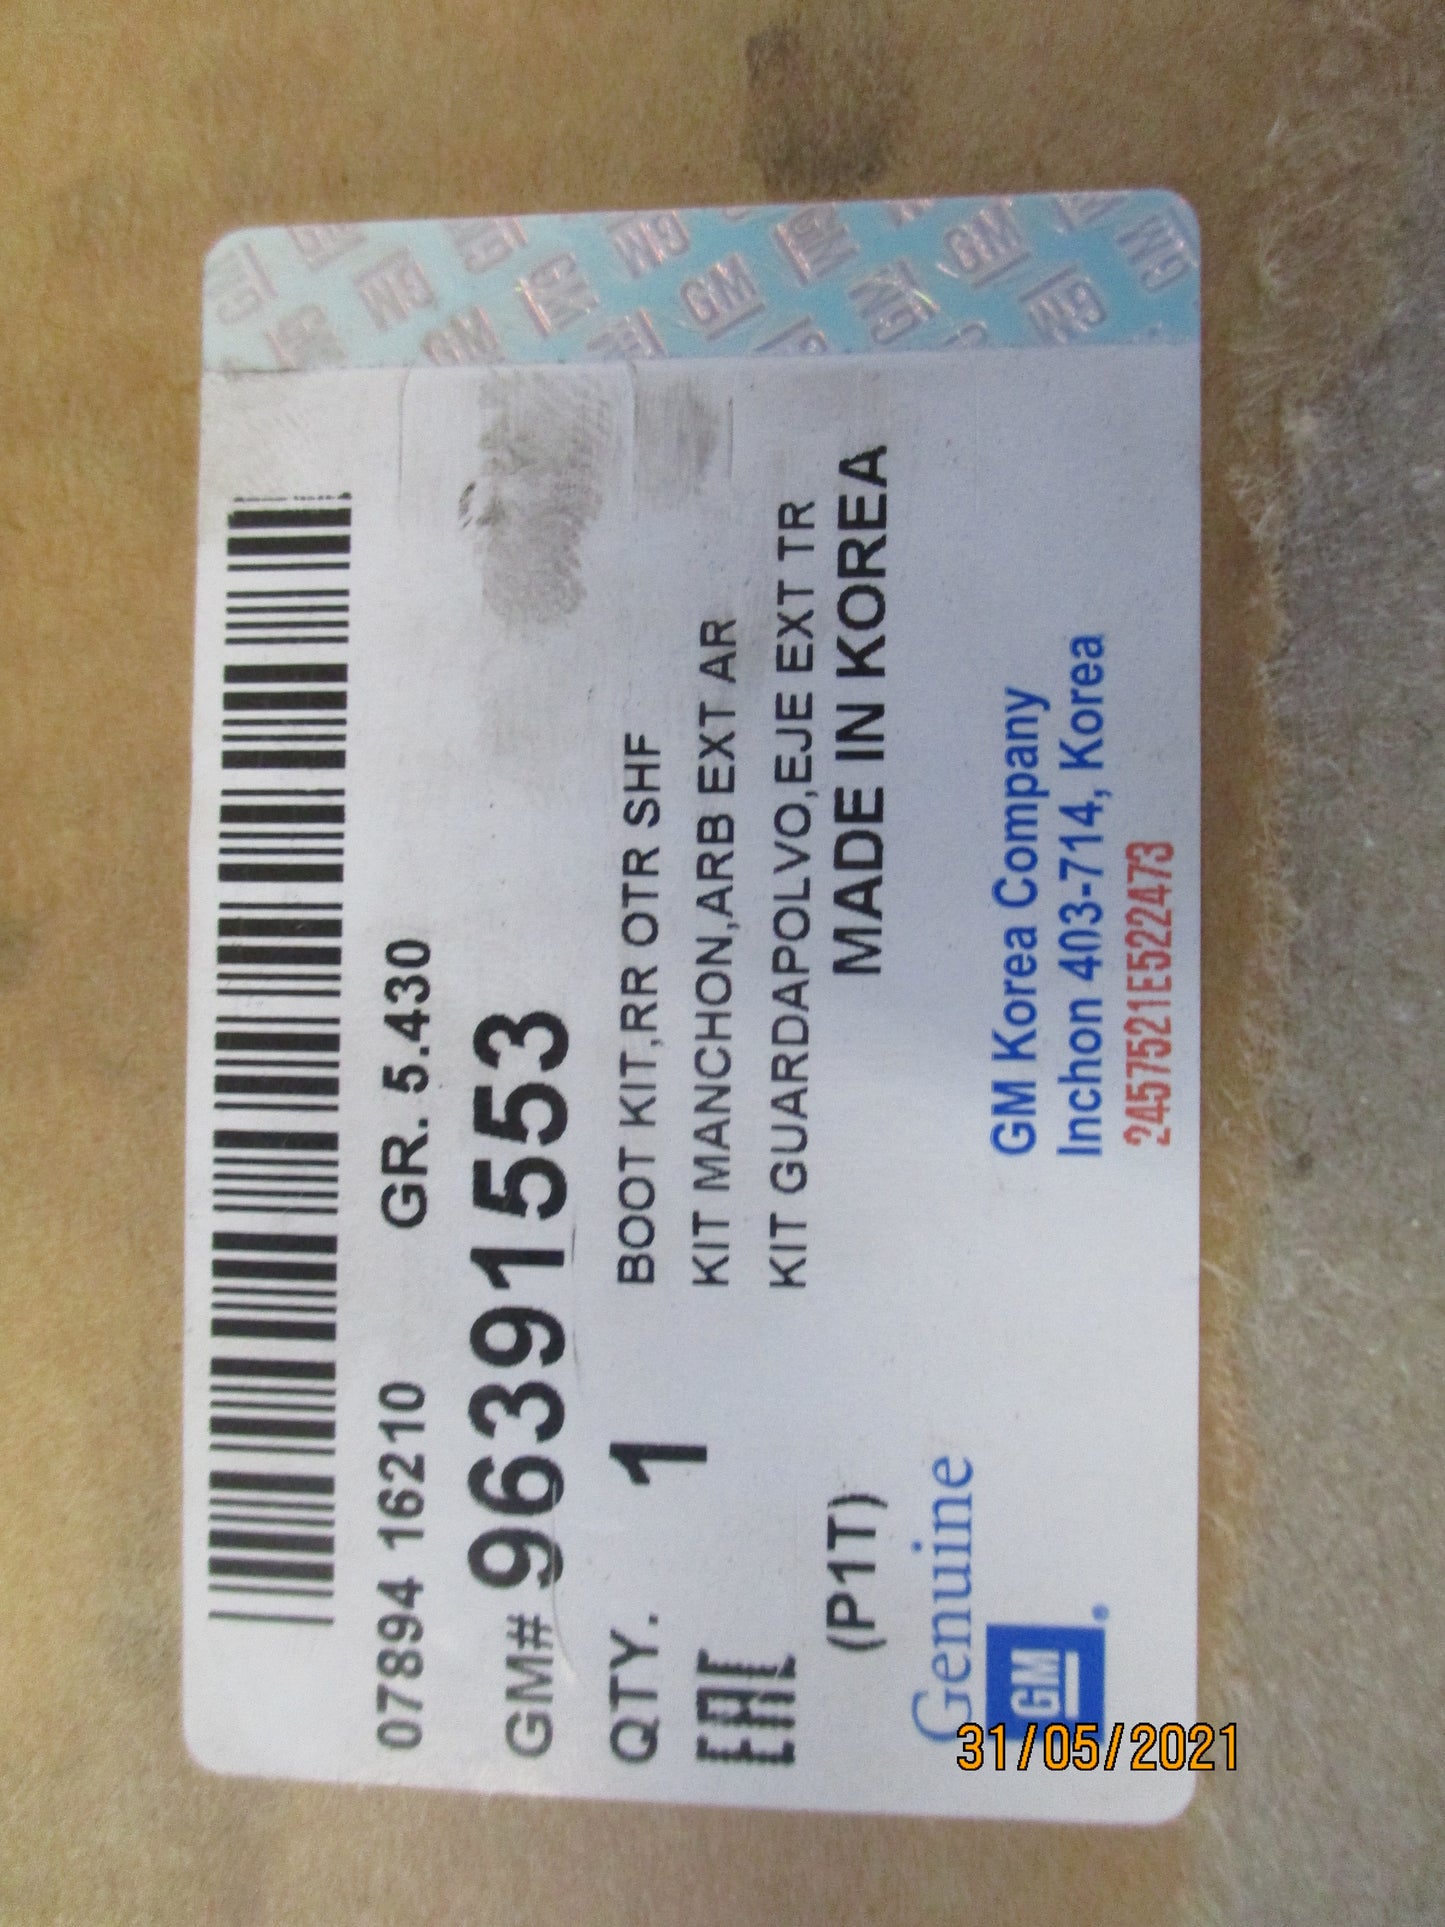 07894 16210 GR. 5.430
GM# 96391553
QTY. 1 BOOT KIT,RR OTR SHF
KIT MANCHON,ARB EXT AR
KIT GUARDAPOLVO,EJE EXT TR
EAC
(P1T) MADE IN KOREA
Genuine
GM
GM Korea Company
Inchon 403-714, Korea
2457521E522473
31/05/2021